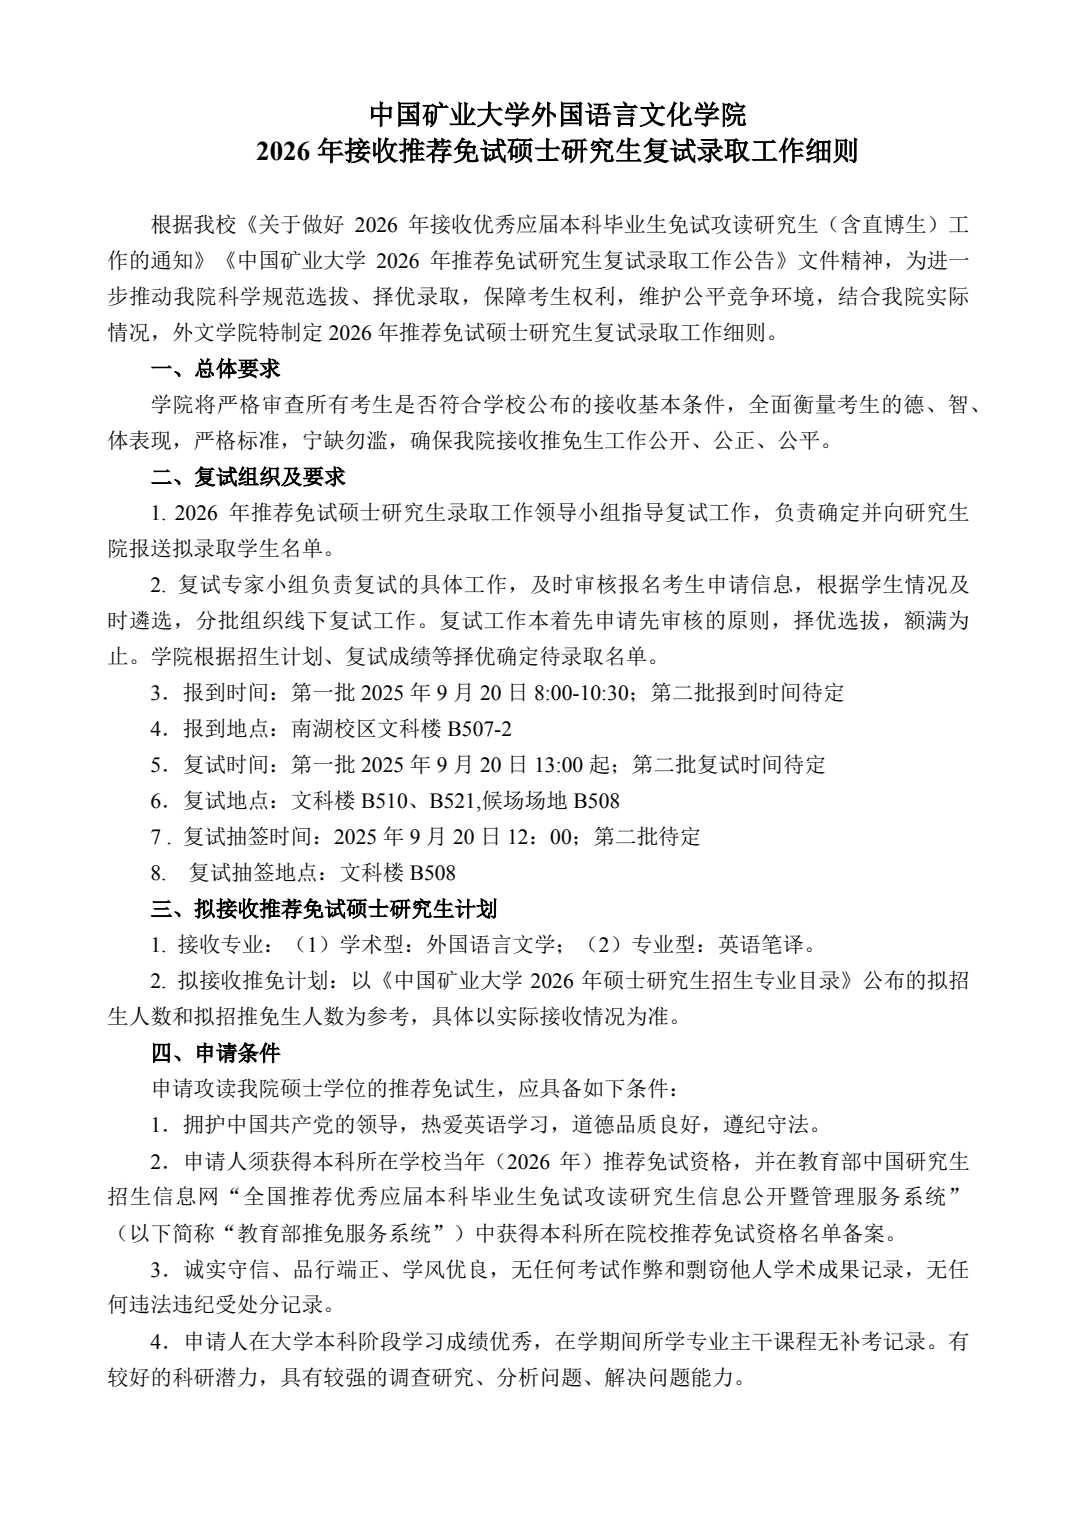 中国矿业大学外国语言文化学院
2026 年接收推荐免试硕士研究生复试录取工作细则
根据我校《关于做好 2026 年接收优秀应届本科毕业生免试攻读研究生（含直博生）工
作的通知》《中国矿业大学 2026 年推荐免试研究生复试录取工作公告》文件精神，为进一
步推动我院科学规范选拔、择优录取，保障考生权利，维护公平竞争环境，结合我院实际
情况，外文学院特制定 2026 年推荐免试硕士研究生复试录取工作细则。
一、总体要求
学院将严格审查所有考生是否符合学校公布的接收基本条件，全面衡量考生的德、智、
体表现，严格标准，宁缺勿滥，确保我院接收推免生工作公开、公正、公平。
二、复试组织及要求
1. 2026 年推荐免试硕士研究生录取工作领导小组指导复试工作，负责确定并向研究生
院报送拟录取学生名单。
2. 复试专家小组负责复试的具体工作，及时审核报名考生申请信息，根据学生情况及
时遴选，分批组织线下复试工作。复试工作本着先申请先审核的原则，择优选拔，额满为
止。学院根据招生计划、复试成绩等择优确定待录取名单。
3．报到时间：第一批 2025 年 9 月 20 日 8:00-10:30；第二批报到时间待定
4．报到地点：南湖校区文科楼 B507-2
5．复试时间：第一批 2025 年 9 月 20 日 13:00 起；第二批复试时间待定
6．复试地点：文科楼 B510、B521,候场场地 B508
7．复试抽签时间：2025 年 9 月 20 日 12：00；第二批待定
8. 复试抽签地点：文科楼 B508
三、拟接收推荐免试硕士研究生计划
1. 接收专业：（1）学术型：外国语言文学；（2）专业型：英语笔译。
2. 拟接收推免计划：以《中国矿业大学 2026 年硕士研究生招生专业目录》公布的拟招
生人数和拟招推免生人数为参考，具体以实际接收情况为准。
四、申请条件
申请攻读我院硕士学位的推荐免试生，应具备如下条件：
1．拥护中国共产党的领导，热爱英语学习，道德品质良好，遵纪守法。
2．申请人须获得本科所在学校当年（2026 年）推荐免试资格，并在教育部中国研究生
招生信息网“全国推荐优秀应届本科毕业生免试攻读研究生信息公开暨管理服务系统”
（以下简称“教育部推免服务系统”）中获得本科所在院校推荐免试资格名单备案。
3．诚实守信、品行端正、学风优良，无任何考试作弊和剽窃他人学术成果记录，无任
何违法违纪受处分记录。
4．申请人在大学本科阶段学习成绩优秀，在学期间所学专业主干课程无补考记录。有
较好的科研潜力，具有较强的调查研究、分析问题、解决问题能力。